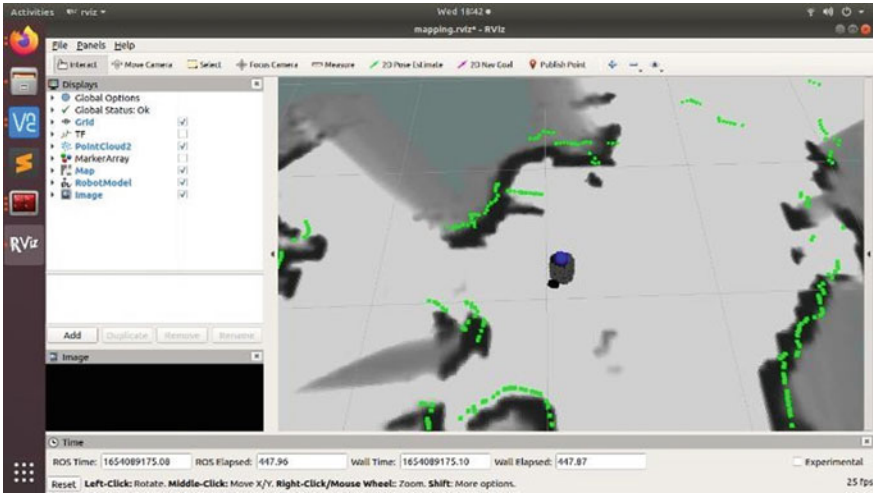 Activities rviz Wed 18:42
mapping.rviz* - RViz
File Panels Help
Interact Move Camera Select Focus Camera Measure 2D Pose Estimate 2D Nav Goal Publish Point
Displays
Global Options
Global Status: Ok
Grid
TF
PointCloud2
MarkerArray
Map
RobotModel
Image
RViz
Add Duplicate Remove Rename
Image
Time
ROS Time: 1654089175.08 ROS Elapsed: 447.96 Wall Time: 1654089175.10 Wall Elapsed: 447.87 Experimental
Reset Left-Click: Rotate. Middle-Click: Move X/Y. Right-Click/Mouse Wheel:: Zoom. Shift: More options. 25 fps